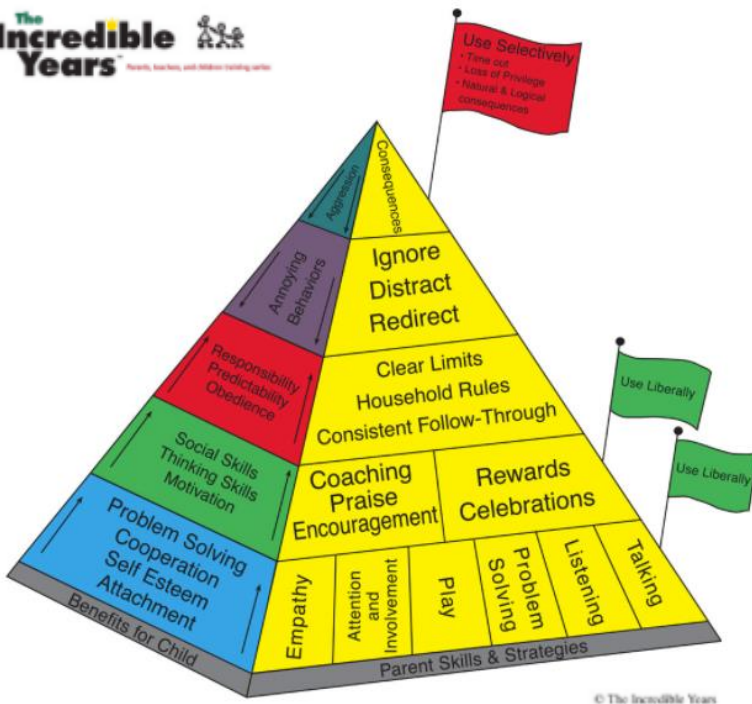 The
Incredible
Years™
Parents, teachers, and children training series
Use Selectively
• Time out
• Loss of Privilege
• Natural & Logical
consequences
Consequences
Aggression
Ignore
Distract
Redirect
Annoying
Behaviors
Clear Limits
Household Rules
Consistent Follow-Through
Responsibility
Predictability
Obedience
Use Liberally
Coaching
Praise
Encouragement
Rewards
Celebrations
Social Skills
Thinking Skills
Motivation
Use Liberally
Problem Solving
Cooperation
Self Esteem
Attachment
Empathy
Attention
and
Involvement
Play
Problem
Solving
Listening
Talking
Benefits for Child
Parent Skills & Strategies
© The Incredible Years